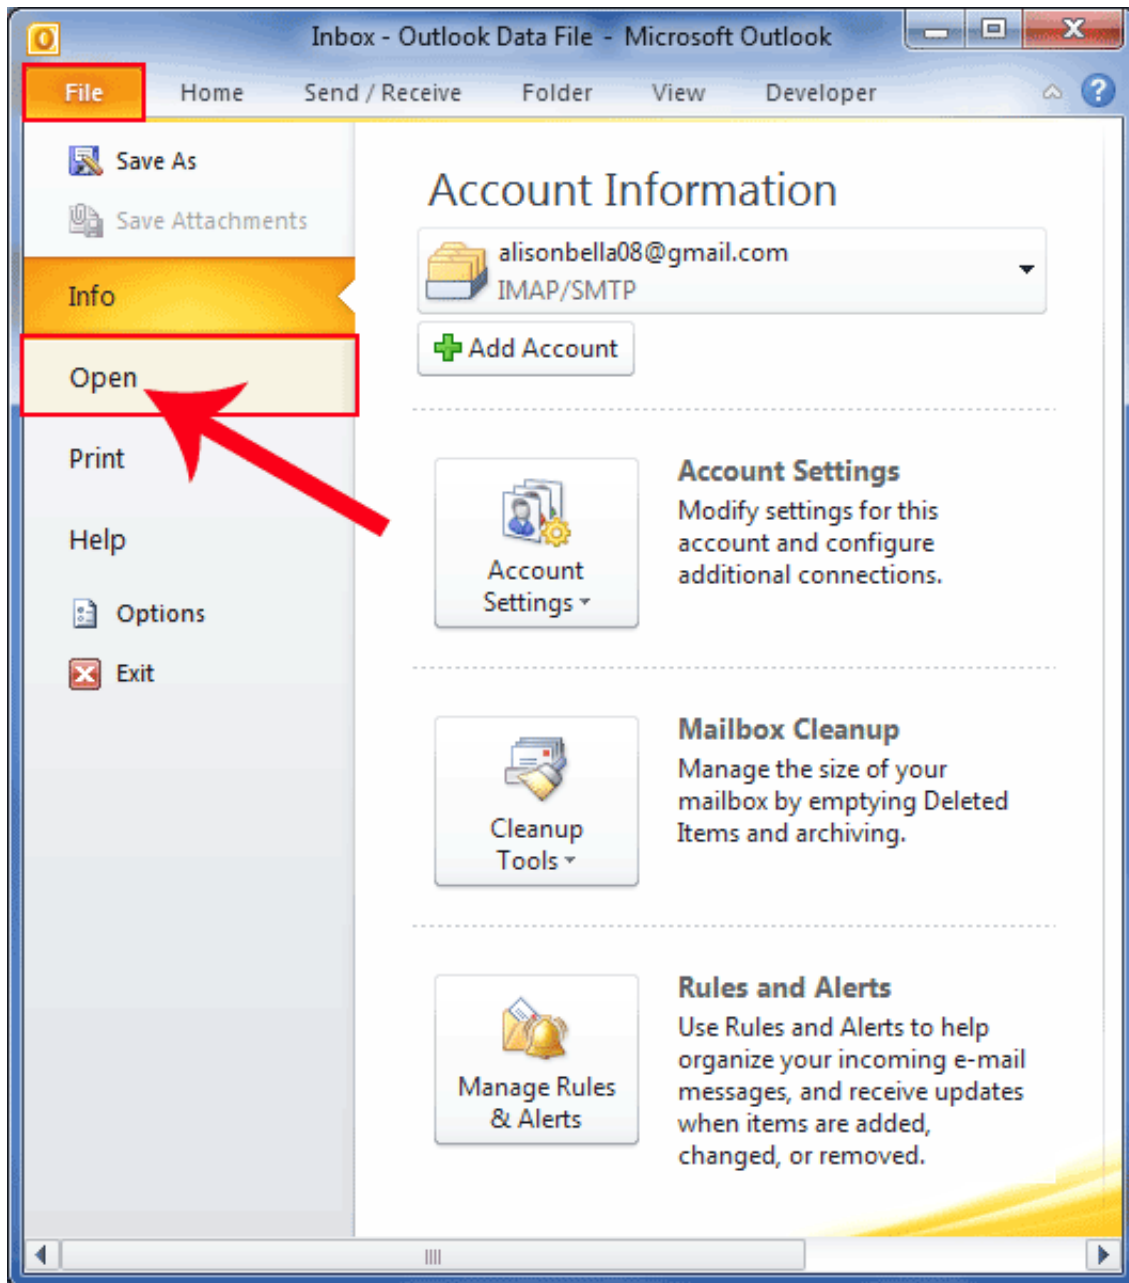 Inbox - Outlook Data File - Microsoft Outlook
File Home Send / Receive Folder View Developer
Save As
Save Attachments
Info
Open
Print
Help
Options
Exit
Account Information
alisonbella08@gmail.com
IMAP/SMTP
Add Account
Account
Settings
Account Settings
Modify settings for this
account and configure
additional connections.
Cleanup
Tools
Mailbox Cleanup
Manage the size of your
mailbox by emptying Deleted
Items and archiving.
Manage Rules
& Alerts
Rules and Alerts
Use Rules and Alerts to help
organize your incoming e-mail
messages, and receive updates
when items are added,
changed, or removed.